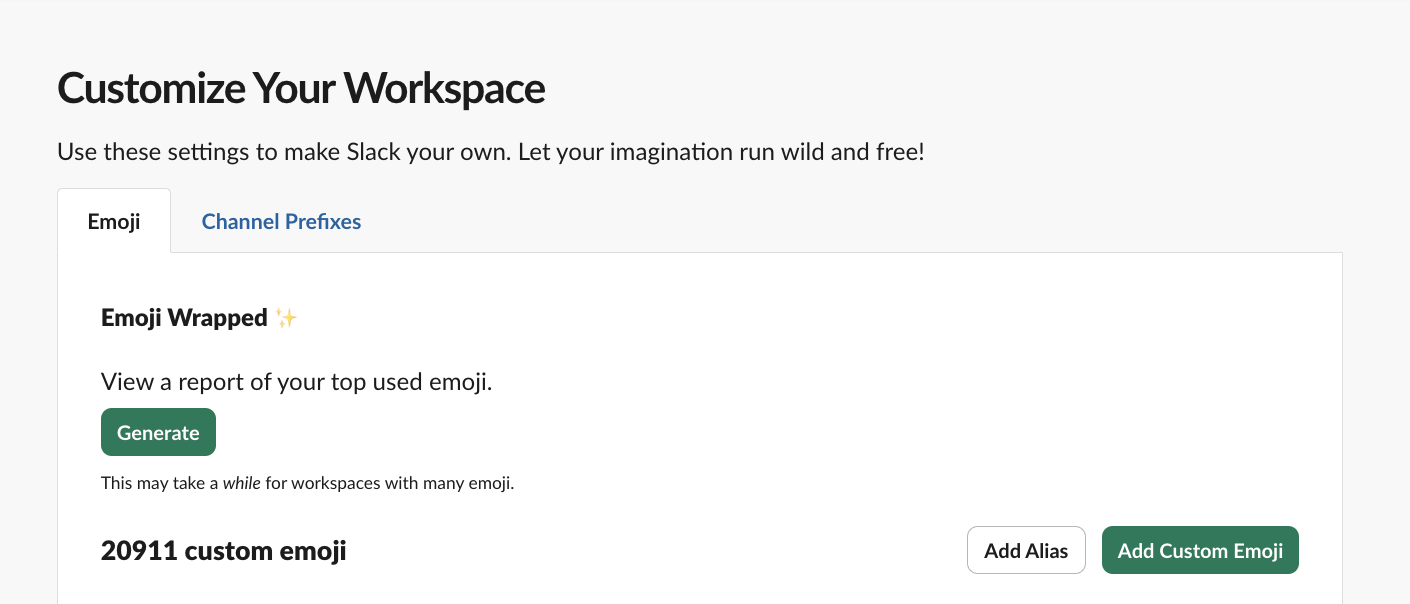 Customize Your Workspace
Use these settings to make Slack your own. Let your imagination run wild and free!
Emoji
Channel Prefixes
Emoji Wrapped ✨
View a report of your top used emoji.
Generate
This may take a while for workspaces with many emoji.
20911 custom emoji
Add Alias
Add Custom Emoji